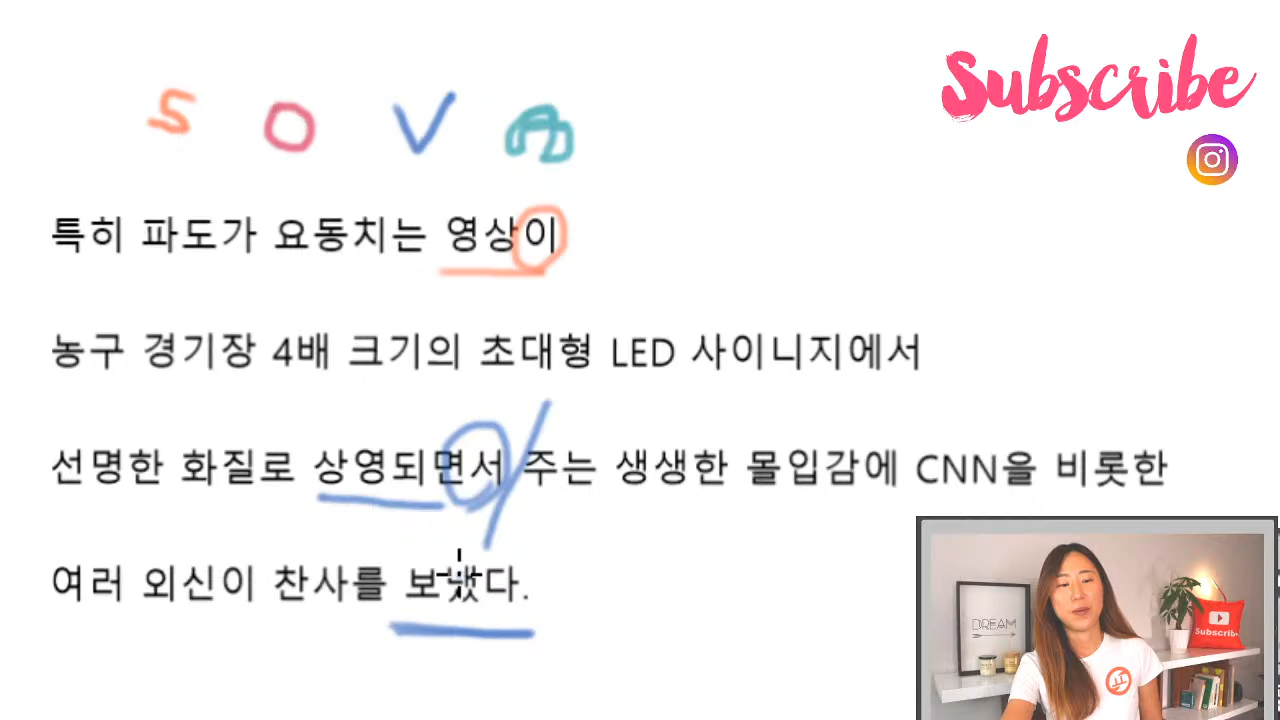 Subscribe
S O V
특히 파도가 요동치는 영상이
농구 경기장 4배 크기의 초대형 LED 사이니지에서
선명한 화질로 상영되면서 주는 생생한 몰입감에 CNN을 비롯한
여러 외신이 찬사를 보냈다.
DREAM
Subscribe